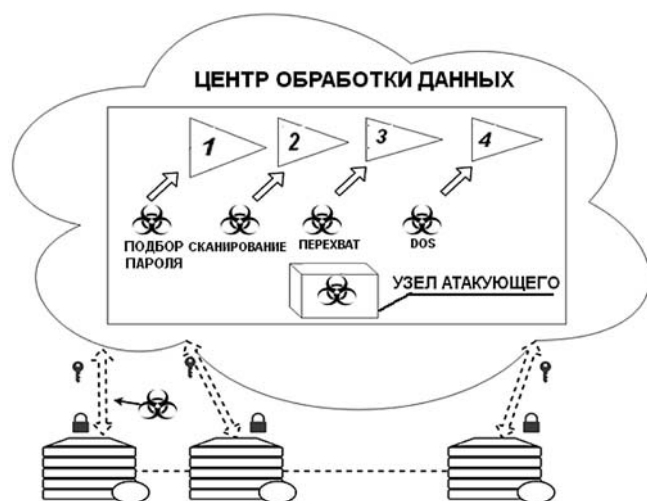 ЦЕНТР ОБРАБОТКИ ДАННЫХ
1 2 3 4
ПОДБОР СКАНИРОВАНИЕ ПЕРЕХВАТ DOS
ПАРОЛЯ
УЗЕЛ АТАКУЮЩЕГО